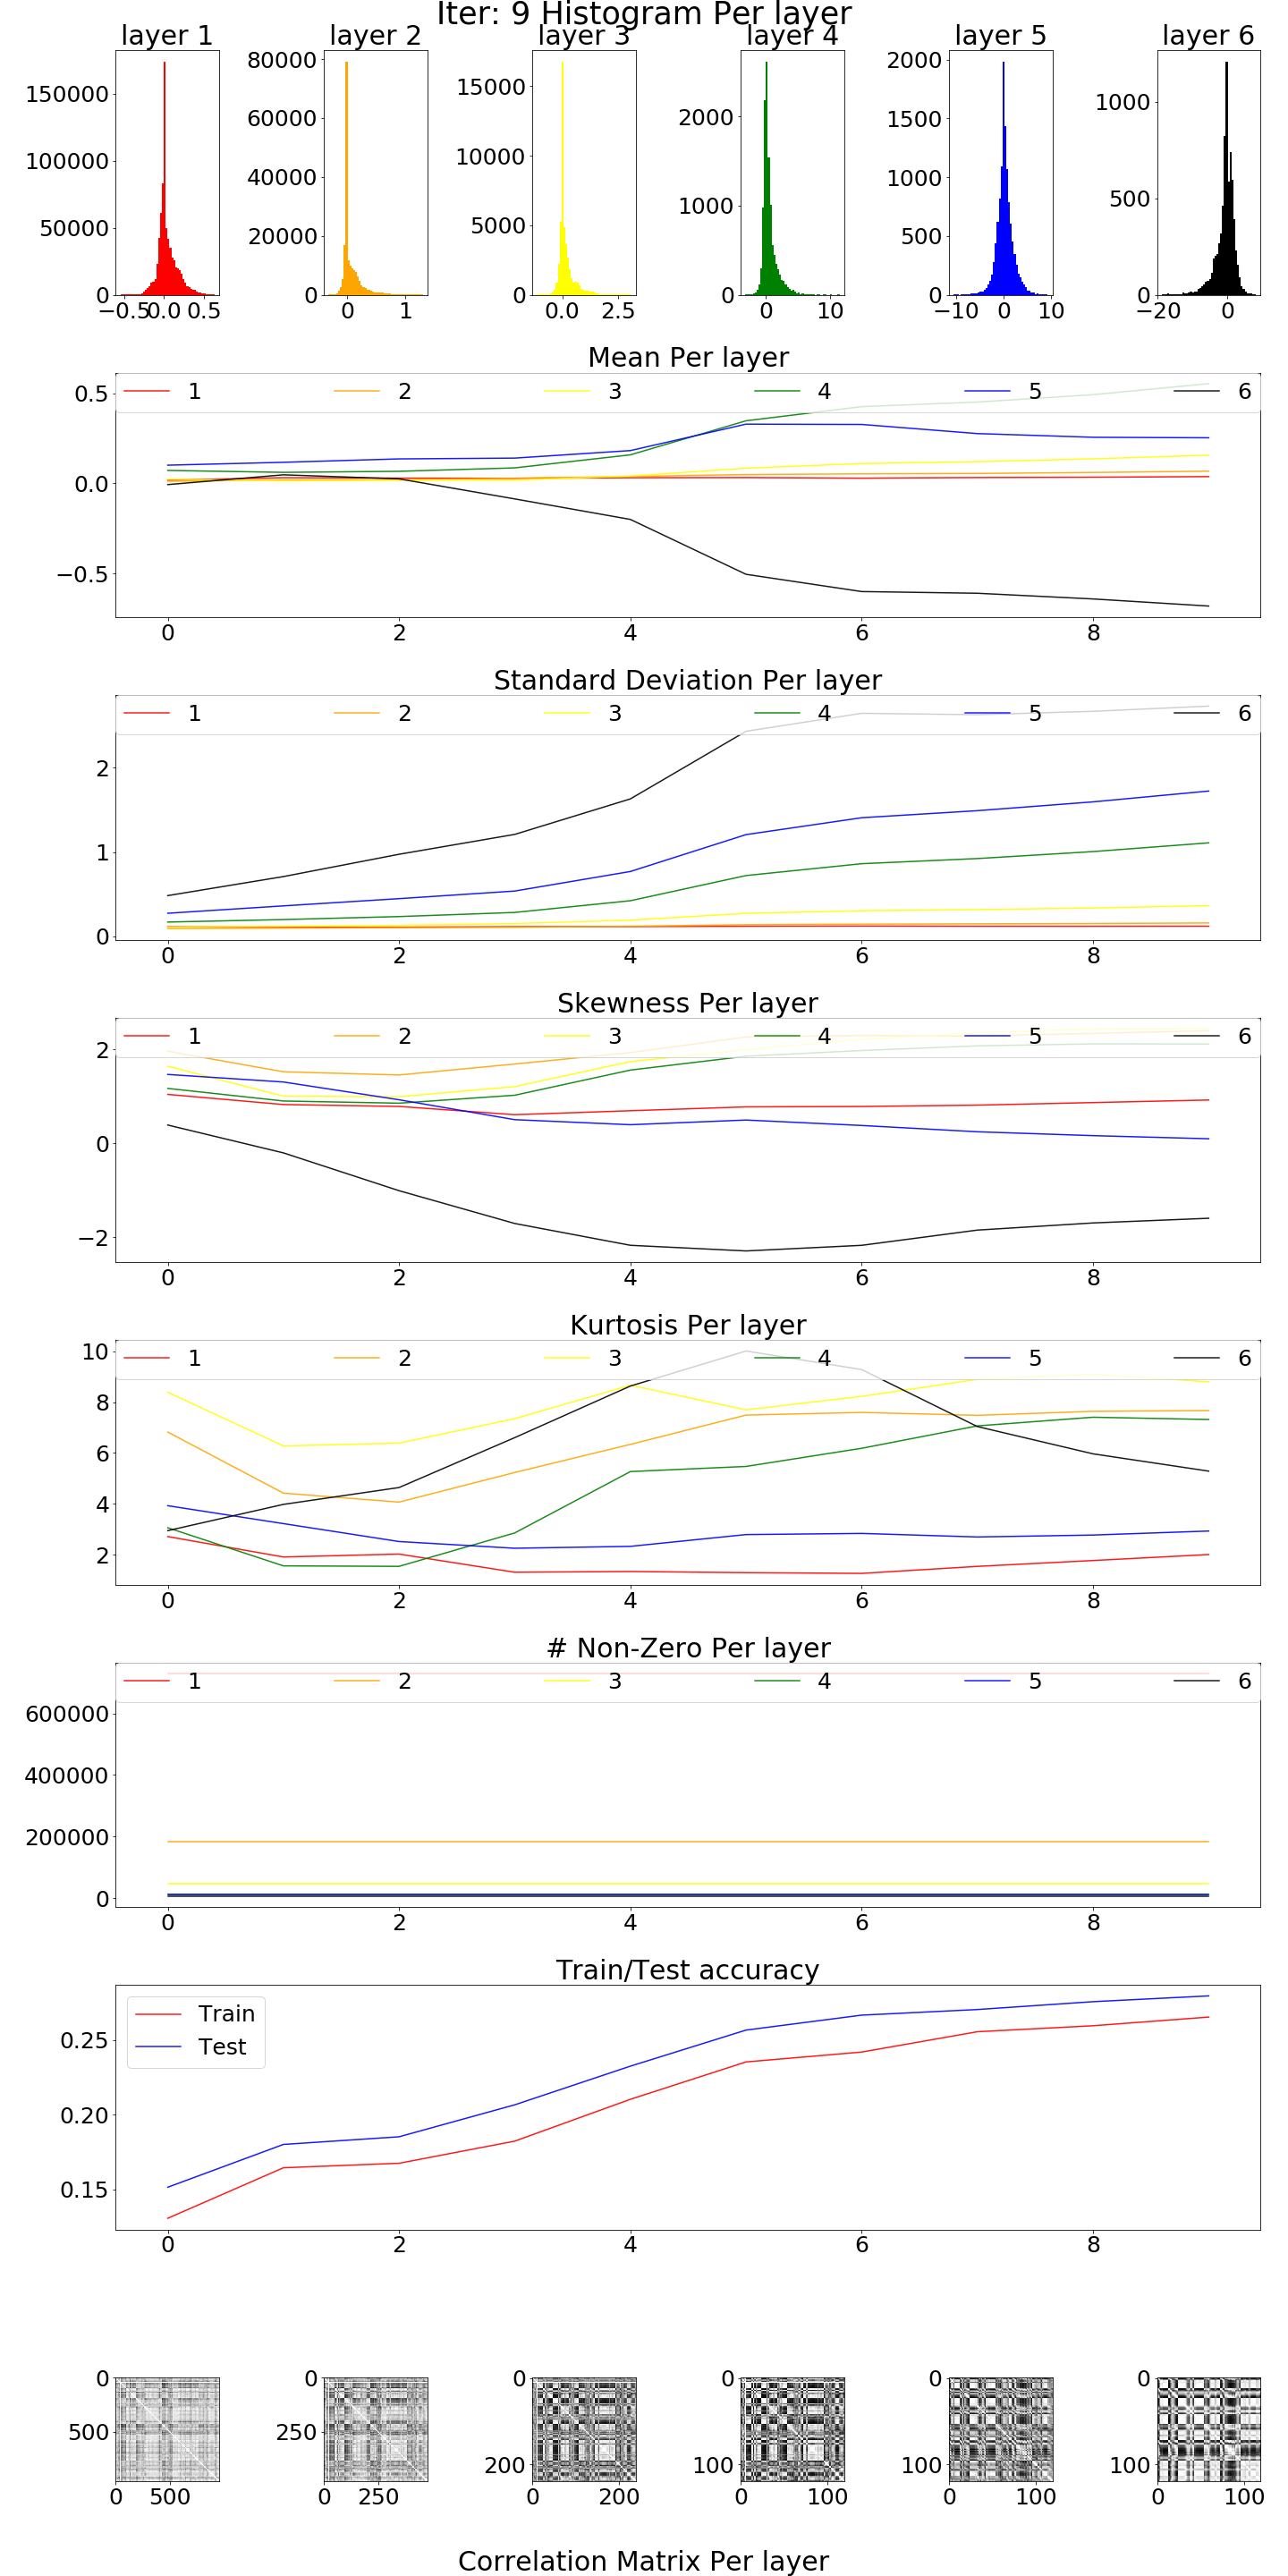 Iter: 9 Histogram Per layer
layer 1 layer 2 layer 3 layer 4 layer 5 layer 6
150000 100000 50000 0
−0.5 0.0 0.5
80000 60000 40000 20000 0
0 1
15000 10000 5000 0
0.0 2.5
2000 1000 0
0 10
2000 1500 1000 500 0
−10 0 10
1000 500 0
−20 0
Mean Per layer
1 2 3 4 5 6
0.5
0.0
−0.5
0 2 4 6 8
Standard Deviation Per layer
1 2 3 4 5 6
2
1
0
0 2 4 6 8
Skewness Per layer
1 2 3 4 5 6
2
0
−2
0 2 4 6 8
Kurtosis Per layer
1 2 3 4 5 6
10
8
6
4
2
0 2 4 6 8
# Non-Zero Per layer
1 2 3 4 5 6
600000
400000
200000
0
0 2 4 6 8
Train/Test accuracy
Train
Test
0.25
0.20
0.15
0 2 4 6 8
0 500
0 500
0 250
0 250
0 200
0 200
0 100
0 100
0 100
0 100
0 100
0 100
Correlation Matrix Per layer